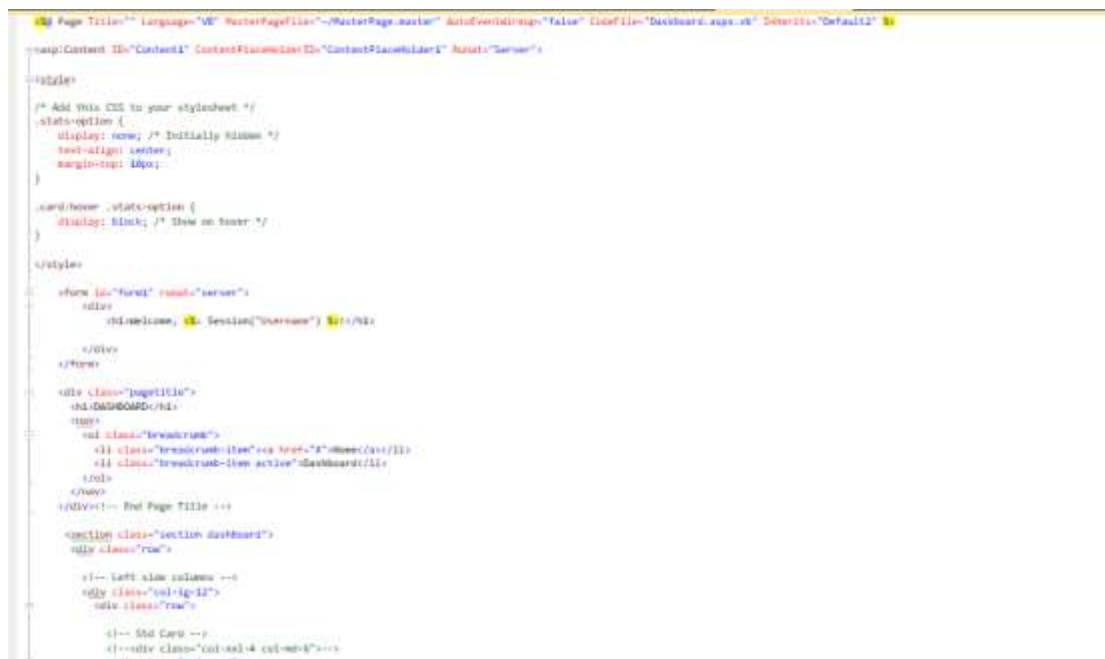 <%@ Page Title="" Language="VB" MasterPageFile="~/MasterPage.master" AutoEventWireup="false" CodeFile="Dashboard.aspx.vb" Inherits="Default2" %>
<asp:Content ID="Content1" ContentPlaceHolderID="ContentPlaceHolder1" Runat="Server">
<style>
/* Add this CSS to your stylesheet */
.stats-option {
display: none; /* Initially hidden */
text-align: center;
margin-top: 10px;
}
.card:hover .stats-option {
display: block; /* Show on hover */
}
</style>
<form id="form1" runat="server">
<div>
<h1>Welcome, <%= Session("Username") %>!</h1>
</div>
</form>
<div class="pagetitle">
<h1>DASHBOARD</h1>
<nav>
<ol class="breadcrumb">
<li class="breadcrumb-item"><a href="#">Home</a></li>
<li class="breadcrumb-item active">Dashboard</li>
</ol>
</nav>
</div><!-- End Page Title -->
<section class="section dashboard">
<div class="row">
<!-- Left side columns -->
<div class="col-lg-12">
<div class="row">
<!-- Std Card -->
<!--<div class="col-xxl-4 col-md-6">-->